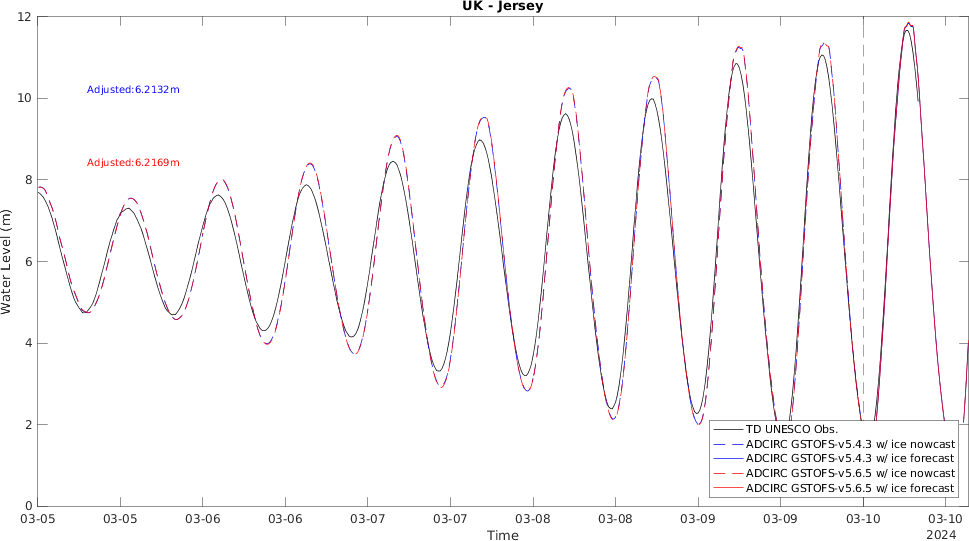 UK - Jersey
12
10
8
6
4
2
0
Water Level (m)
Adjusted:6.2132m
Adjusted:6.2169m
TD UNESCO Obs.
ADCIRC GSTOFS-v5.4.3 w/ ice nowcast
ADCIRC GSTOFS-v5.4.3 w/ ice forecast
ADCIRC GSTOFS-v5.6.5 w/ ice nowcast
ADCIRC GSTOFS-v5.6.5 w/ ice forecast
03-05 03-05 03-06 03-06 03-07 03-07 03-08 03-08 03-09 03-09 03-10 03-10
2024
Time